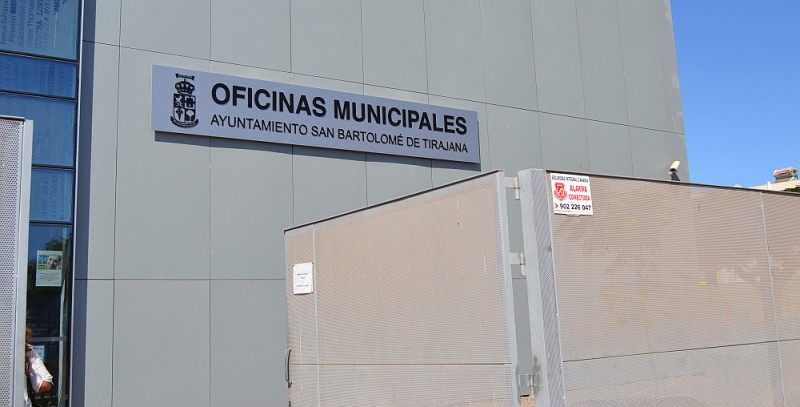 OFICINAS MUNICIPALES
AYUNTAMIENTO SAN BARTOLOMÉ DE TIRAJANA
ALARMA
CONECTADA
902 226 047